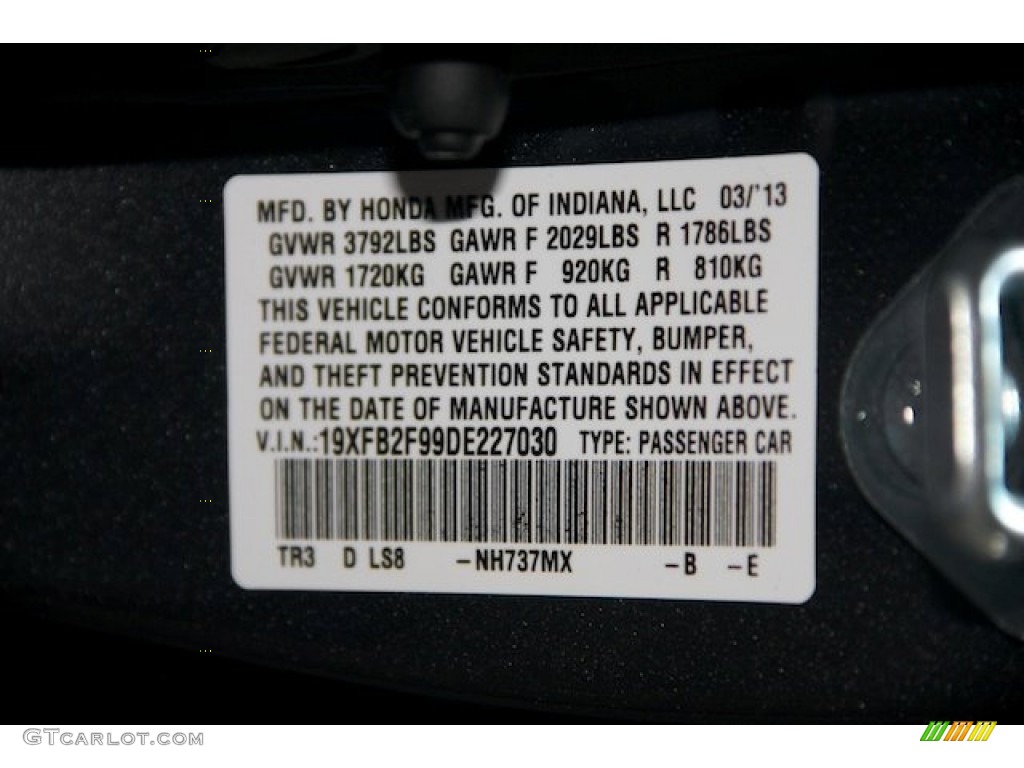 MFD. BY HONDA MFG. OF INDIANA, LLC 03/'13
GVWR 3792LBS GAWR F 2029LBS R 1786LBS
GVWR 1720KG GAWR F 920KG R 810KG
THIS VEHICLE CONFORMS TO ALL APPLICABLE
FEDERAL MOTOR VEHICLE SAFETY, BUMPER,
AND THEFT PREVENTION STANDARDS IN EFFECT
ON THE DATE OF MANUFACTURE SHOWN ABOVE.
V.I.N.:19XFB2F99DE227030 TYPE: PASSENGER CAR
TR3 D LS8 -NH737MX -B -E
GTCARLOT.COM